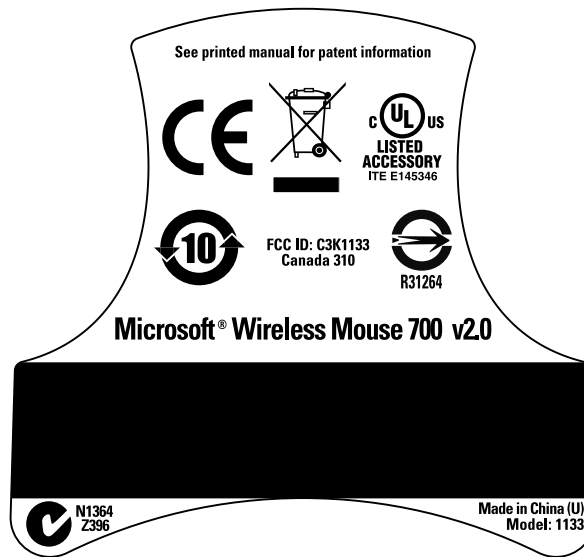 See printed manual for patent information
CE
C UL US
LISTED
ACCESSORY
ITE E145346
10
FCC ID: C3K1133
Canada 310
R31264
Microsoft® Wireless Mouse 700 v2.0
N1364
Z396
Made in China (U)
Model: 1133